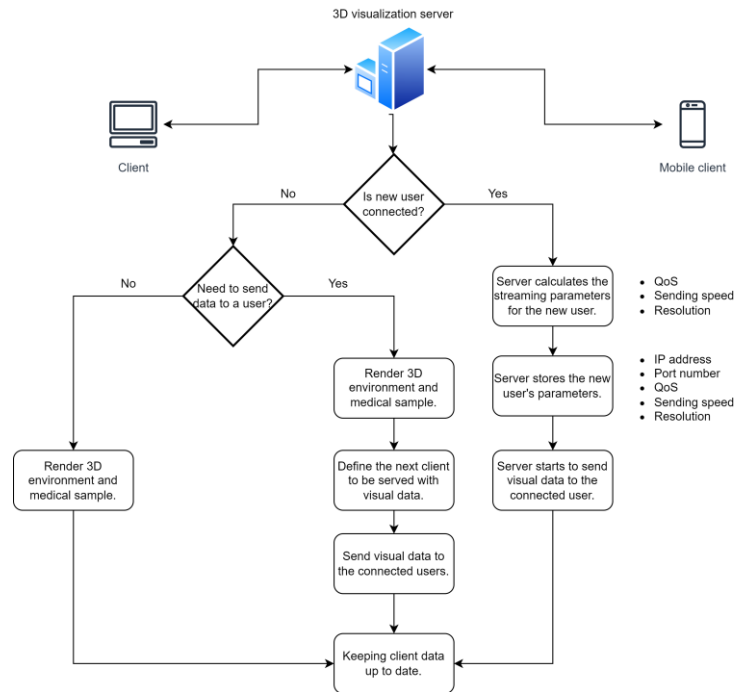 3D visualization server
Client
Mobile client
Is new user
connected?
No
Yes
Need to send
data to a user?
No
Yes
Server calculates the
streaming parameters
for the new user.
• QoS
• Sending speed
• Resolution
Render 3D
environment and
medical sample.
Server stores the new
user's parameters.
• IP address
• Port number
• QoS
• Sending speed
• Resolution
Render 3D
environment and
medical sample.
Define the next client
to be served with
visual data.
Server starts to send
visual data to the
connected user.
Send visual data to
the connected users.
Keeping client data
up to date.